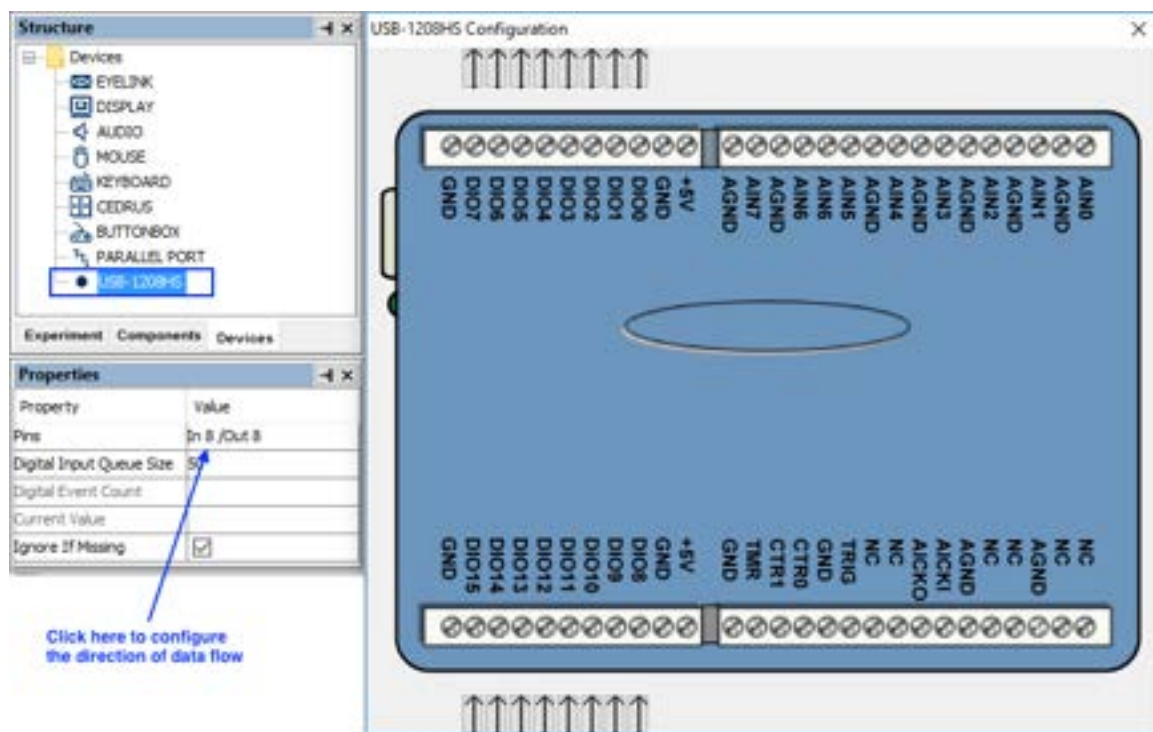 Structure
Devices
EYELINK
DISPLAY
AUDIO
MOUSE
KEYBOARD
CEDRUS
BUTTONBOX
PARALLEL PORT
USB-1208HS
Experiment Components Devices
Properties
Property Value
Pins In 8 /Out 8
Digital Input Queue Size
Digital Event Count
Current Value
Ignore If Missing
Click here to configure
the direction of data flow
USB-1208HS Configuration
GND DIO7 DIO6 DIO5 DIO4 DIO3 DIO2 DIO1 DIO0 GND +5V AGND AIN7 AGND AIN6 AIN6 AIN5 AGND AIN4 AGND AIN3 AGND AIN2 AGND AIN1 AGND AIN0
GND DIO15 DIO14 DIO13 DIO12 DIO11 DIO10 DIO9 DIO8 GND +5V GND TMR CTR1 CTR0 GND TRIG NC NC AICKO AICKI AGND NC NC AGND NC NC